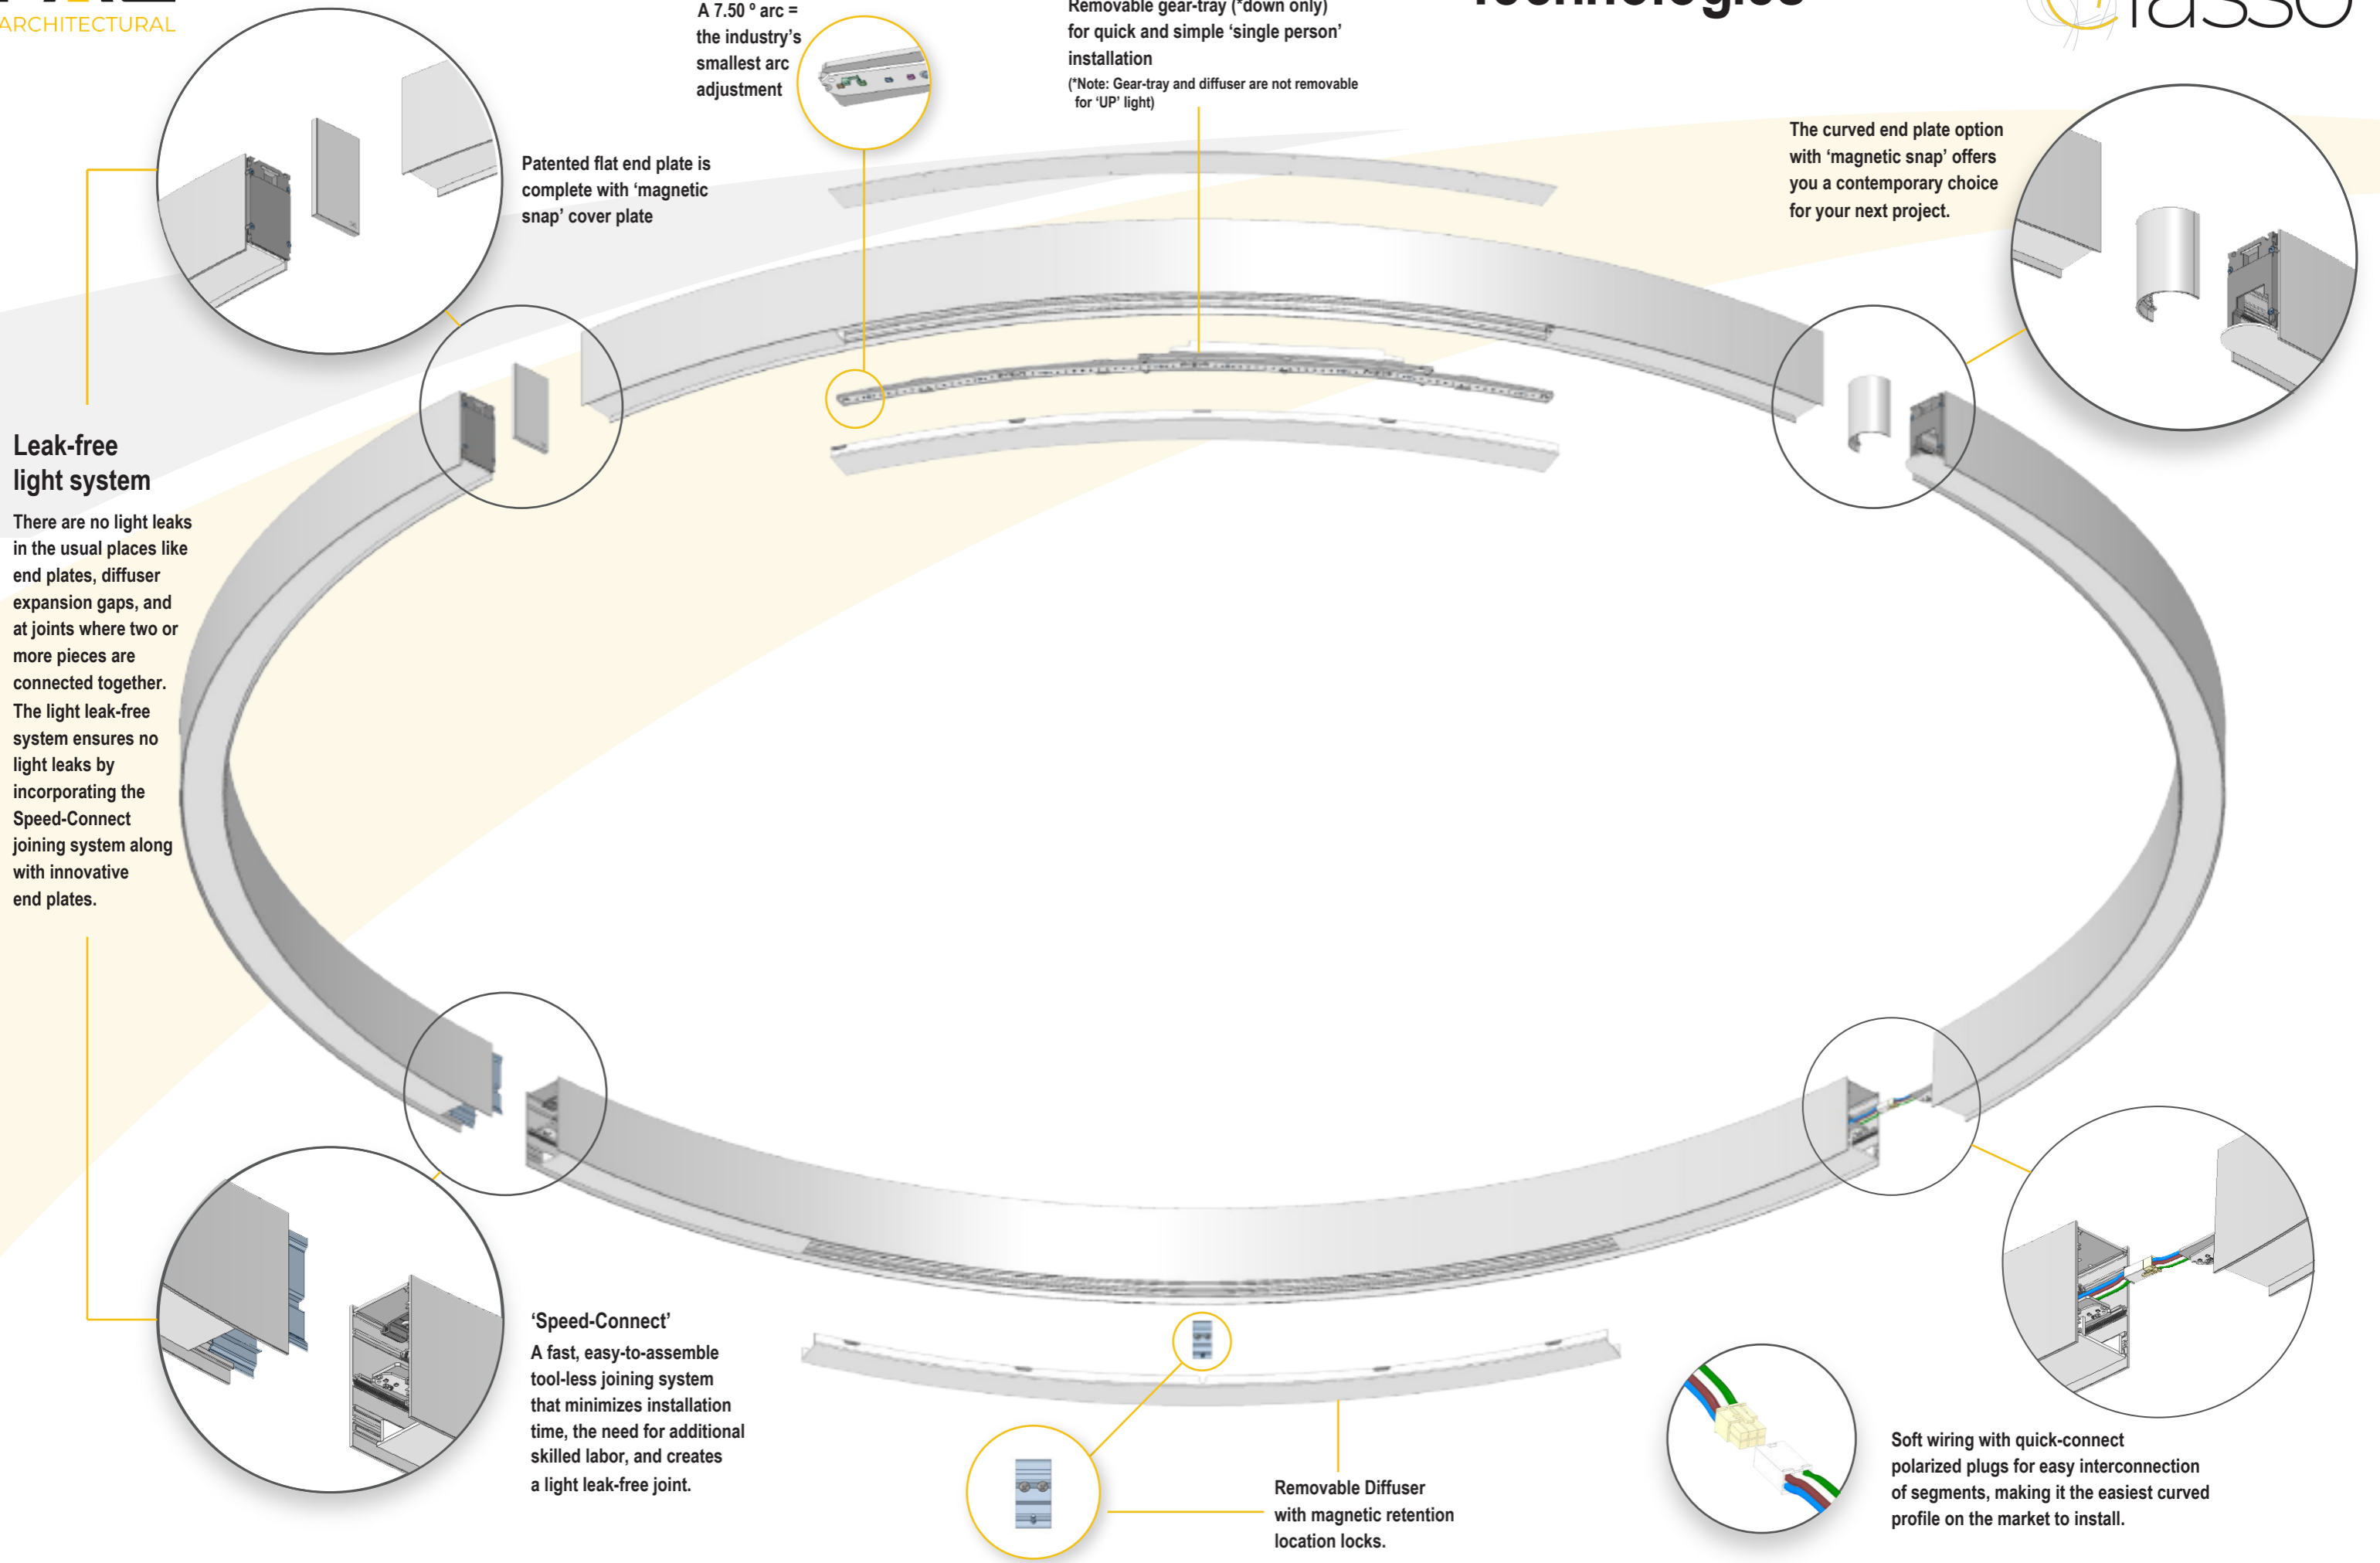 ARCHITECTURAL
A 7.50 º arc =
the industry's
smallest arc
adjustment
Removable gear-tray (*down only)
for quick and simple ‘single person’
installation
(*Note: Gear-tray and diffuser are not removable
for ‘UP’ light)
Technologies
lasso
Patented flat end plate is
complete with ‘magnetic
snap’ cover plate
The curved end plate option
with ‘magnetic snap’ offers
you a contemporary choice
for your next project.
Leak-free
light system
There are no light leaks
in the usual places like
end plates, diffuser
expansion gaps, and
at joints where two or
more pieces are
connected together.
The light leak-free
system ensures no
light leaks by
incorporating the
Speed-Connect
joining system along
with innovative
end plates.
‘Speed-Connect’
A fast, easy-to-assemble
tool-less joining system
that minimizes installation
time, the need for additional
skilled labor, and creates
a light leak-free joint.
Removable Diffuser
with magnetic retention
location locks.
Soft wiring with quick-connect
polarized plugs for easy interconnection
of segments, making it the easiest curved
profile on the market to install.